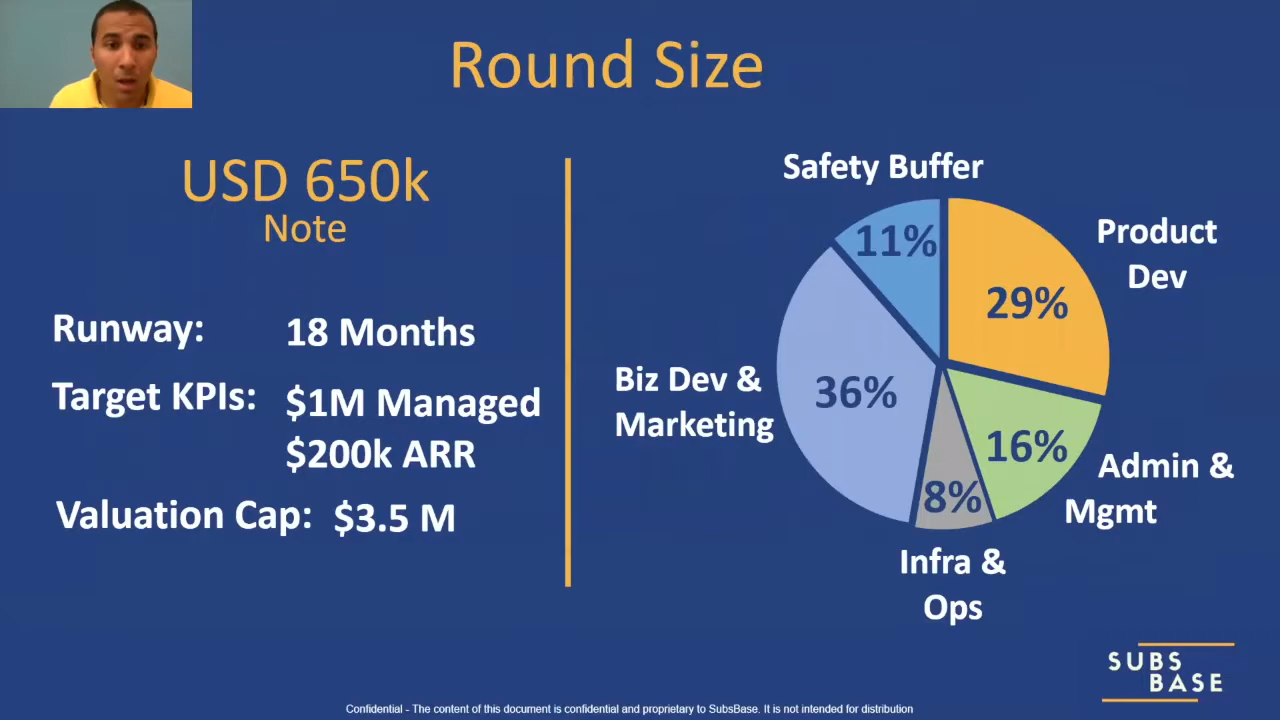 Round Size
USD 650k
Note
Runway: 18 Months
Target KPIs: $1M Managed
$200k ARR
Valuation Cap: $3.5 M
Safety Buffer
11%
Product
Dev
29%
Biz Dev &
Marketing
36%
16%
Admin &
Mgmt
8%
Infra &
Ops
SUBS
BASE
Confidential - The content of this document is confidential and proprietary to SubsBase. It is not intended for distribution